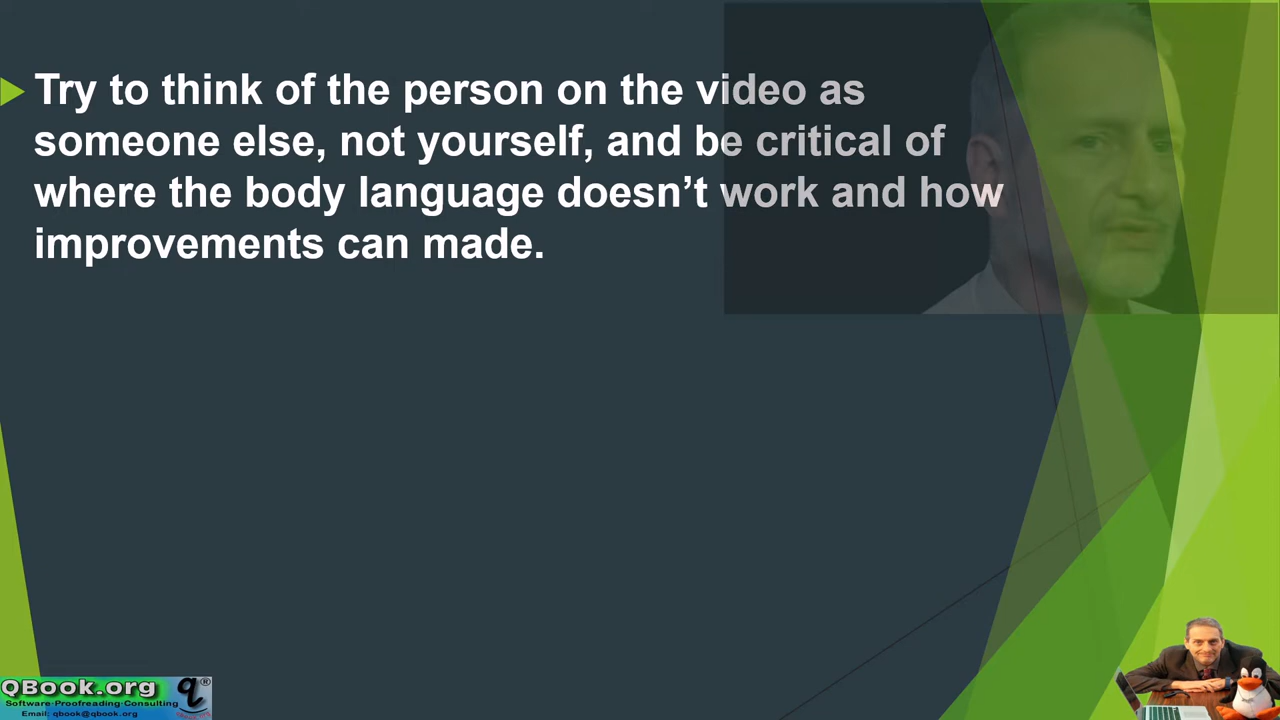 Try to think of the person on the video as
someone else, not yourself, and be critical of
where the body language doesn’t work and how
improvements can made.
QBook.org
Software·Proofreading·Consulting
Email: qbook@qbook.org
q®